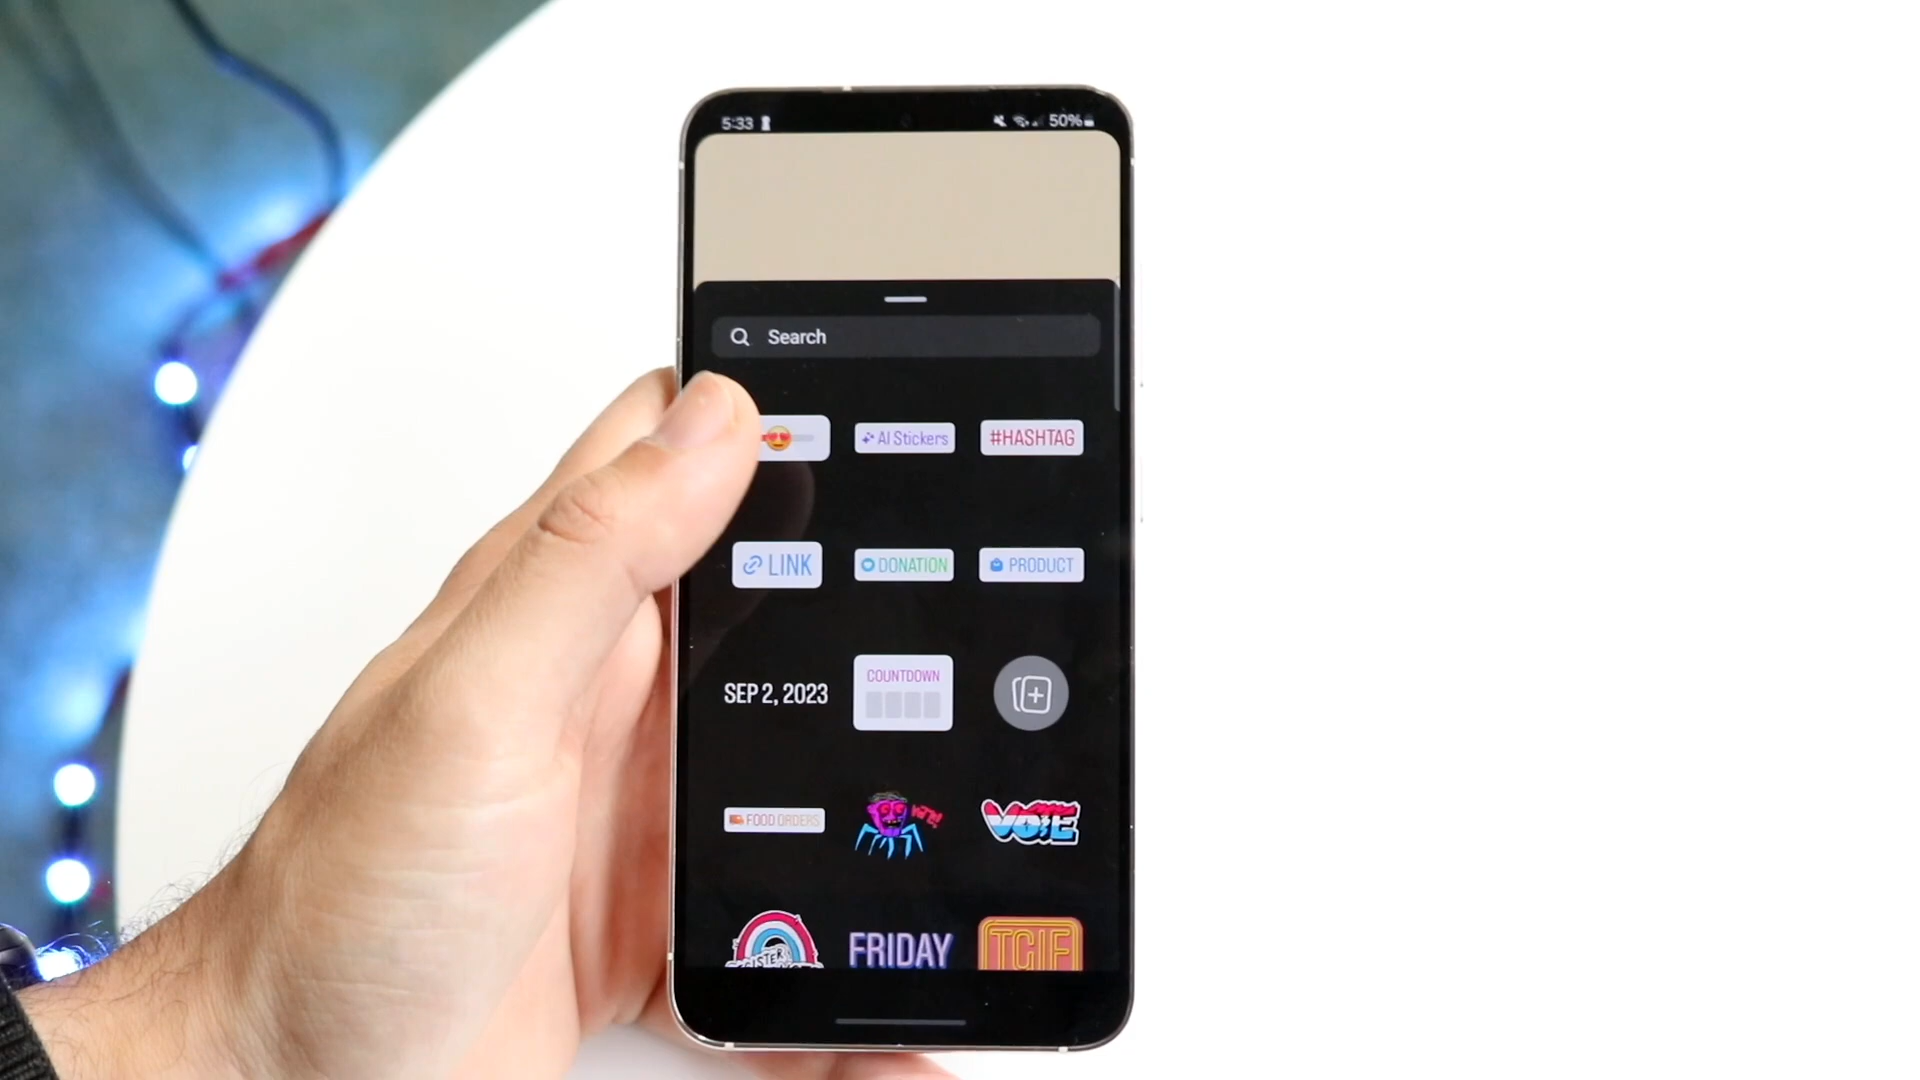 5:33 50%
Search
AI Stickers #HASHTAG
LINK DONATION PRODUCT
SEP 2, 2023 COUNTDOWN
FOOD ORDERS VOTE! VOTE
FRIDAY TGIF